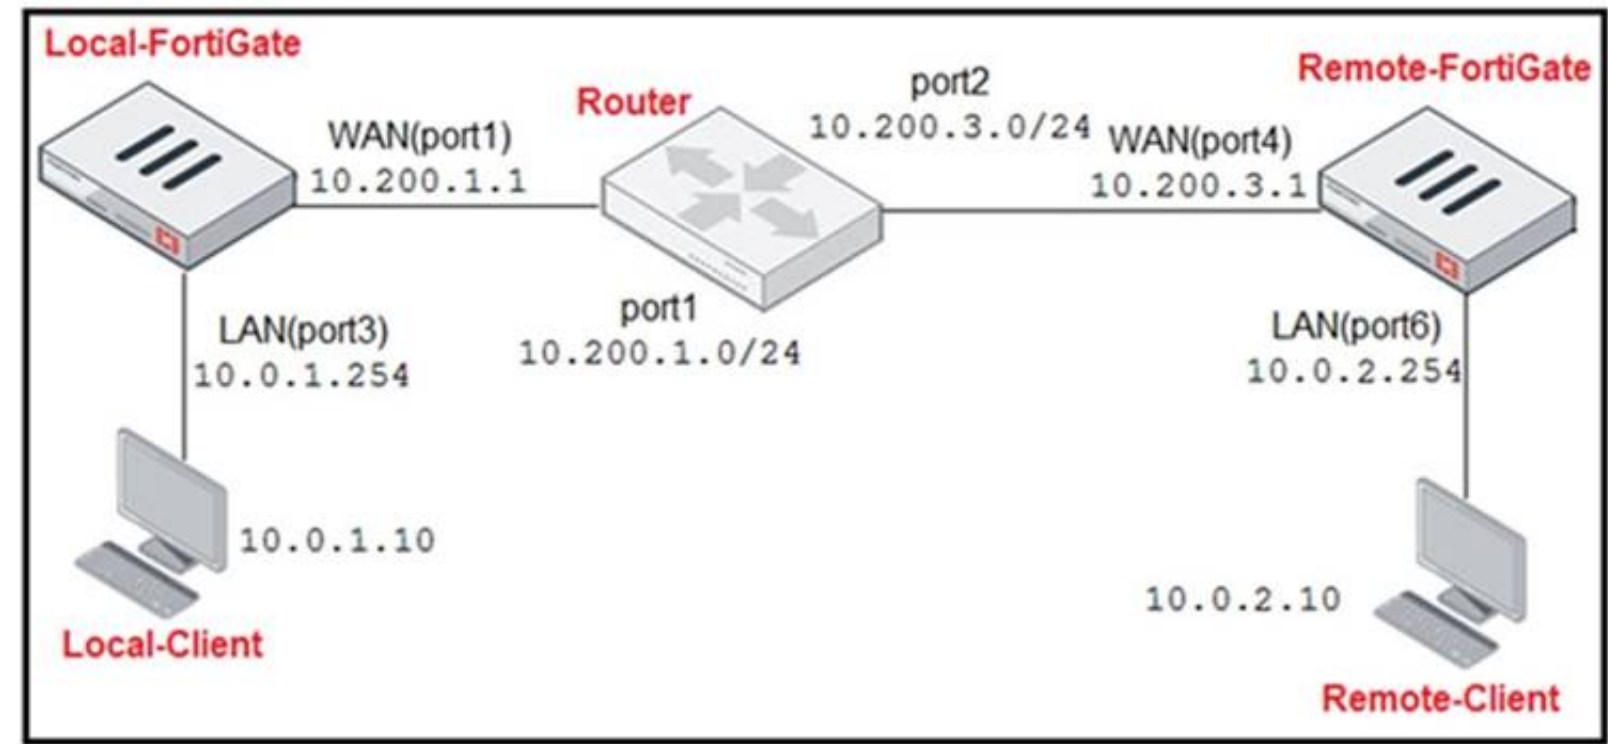 Local-FortiGate
WAN(port1)
10.200.1.1
Router
port2
10.200.3.0/24
WAN(port4)
10.200.3.1
Remote-FortiGate
LAN(port3)
10.0.1.254
port1
10.200.1.0/24
LAN(port6)
10.0.2.254
10.0.1.10
Local-Client
10.0.2.10
Remote-Client